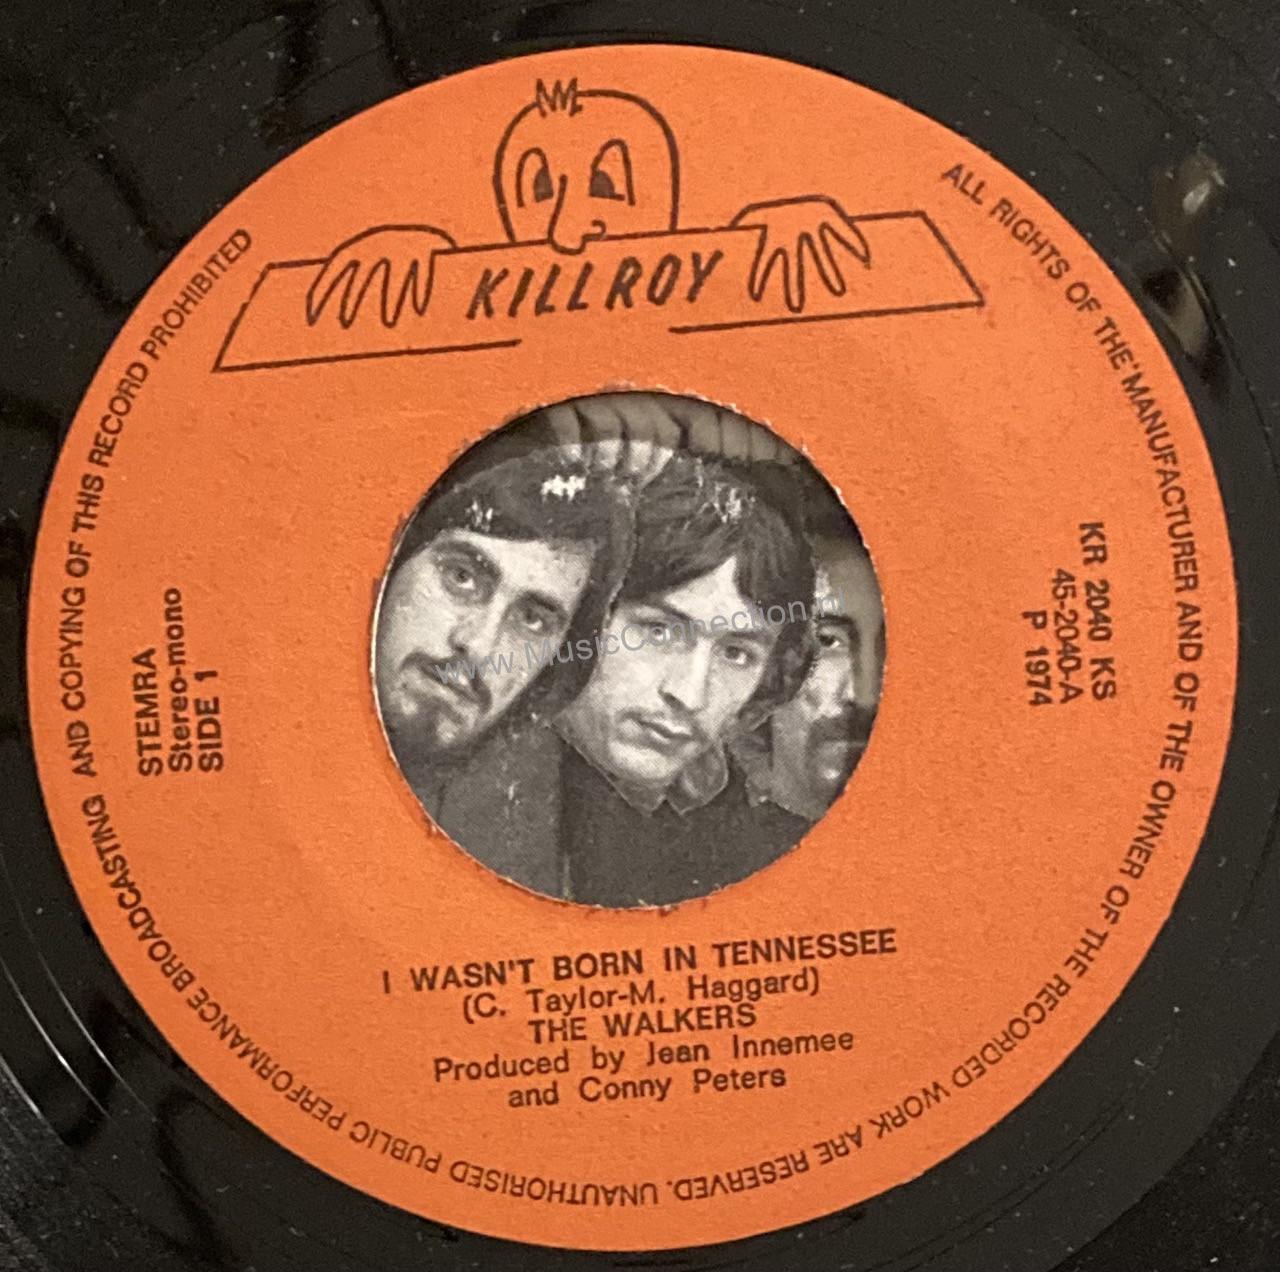 KILLROY
ALL RIGHTS OF THE MANUFACTURER AND OF THE OWNER OF THE RECORDED WORK ARE RESERVED. UNAUTHORISED PUBLIC PERFORMANCE BROADCASTING AND COPYING OF THIS RECORD PROHIBITED
STEMRA
Stereo-mono
SIDE 1
KR 2040 KS
45-2040-A
P 1974
www.MusicConnection.nl
I WASN'T BORN IN TENNESSEE
(C. Taylor-M. Haggard)
THE WALKERS
Produced by Jean Innemee
and Conny Peters